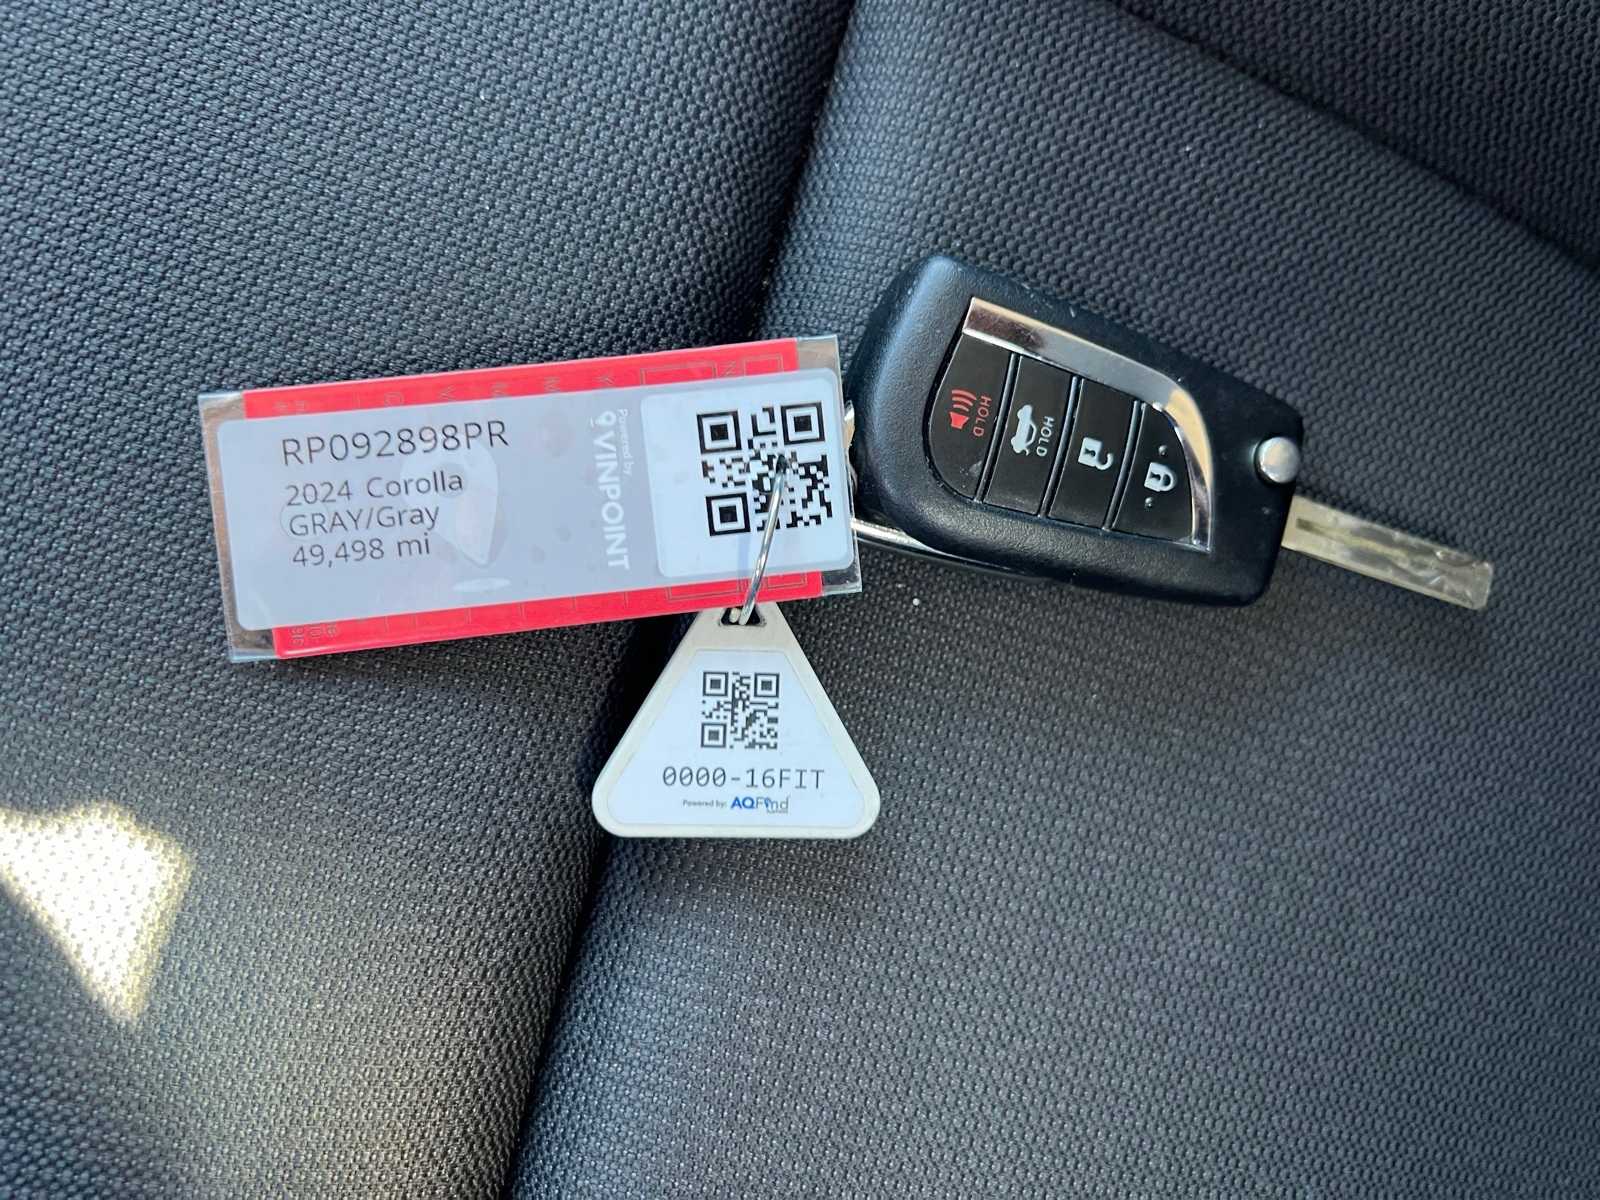 RP092898PR
2024 Corolla
GRAY/Gray
49,498 mi
Powered by
VINPOINT
HOLD
HOLD
0000-16FIT
Powered by: AQFind